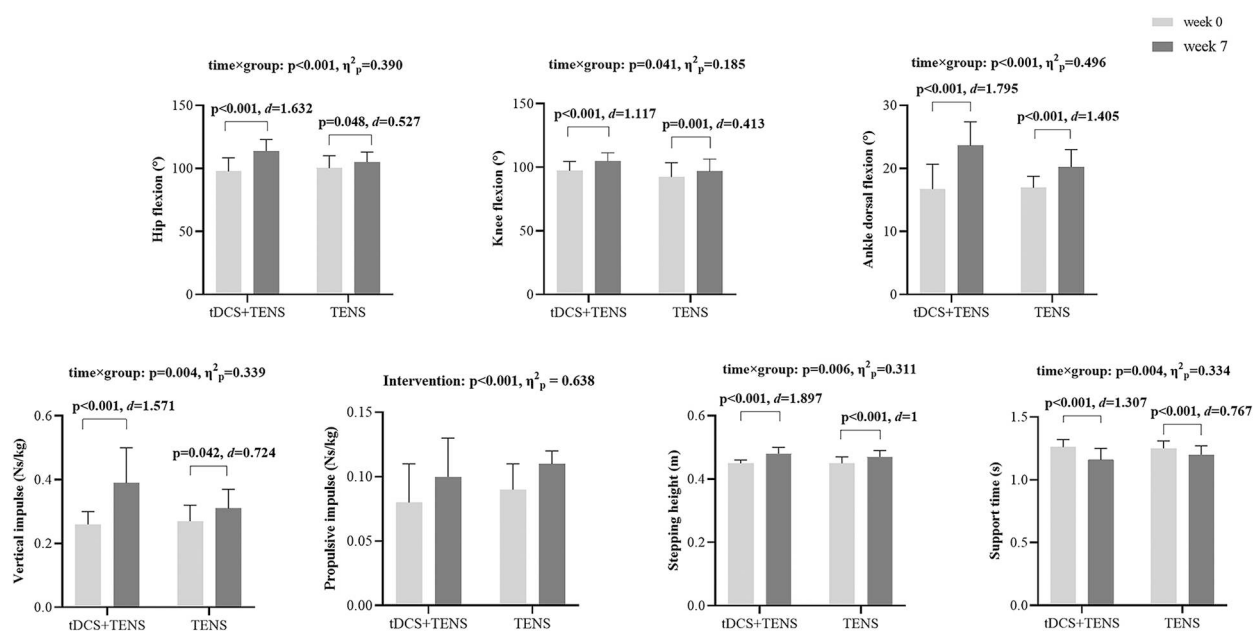 week 0
week 7
time×group: p<0.001, η²ₚ=0.390
p<0.001, d=1.632
p=0.048, d=0.527
Hip flexion (°)
150
100
50
0
tDCS+TENS
TENS
time×group: p=0.041, η²ₚ=0.185
p<0.001, d=1.117
p=0.001, d=0.413
Knee flexion (°)
150
100
50
0
tDCS+TENS
TENS
time×group: p<0.001, η²ₚ=0.496
p<0.001, d=1.795
p<0.001, d=1.405
Ankle dorsal flexion (°)
30
20
10
0
tDCS+TENS
TENS
time×group: p=0.004, η²ₚ=0.339
p<0.001, d=1.571
p=0.042, d=0.724
Vertical impulse (Ns/kg)
0.6
0.4
0.2
0.0
tDCS+TENS
TENS
Intervention: p<0.001, η²ₚ = 0.638
Propulsive impulse (Ns/kg)
0.15
0.10
0.05
0.00
tDCS+TENS
TENS
time×group: p=0.006, η²ₚ=0.311
p<0.001, d=1.897
p<0.001, d=1
Stepping height (m)
0.6
0.4
0.2
0.0
tDCS+TENS
TENS
time×group: p=0.004, η²ₚ=0.334
p<0.001, d=1.307
p<0.001, d=0.767
Support time (s)
1.5
1.0
0.5
0.0
tDCS+TENS
TENS